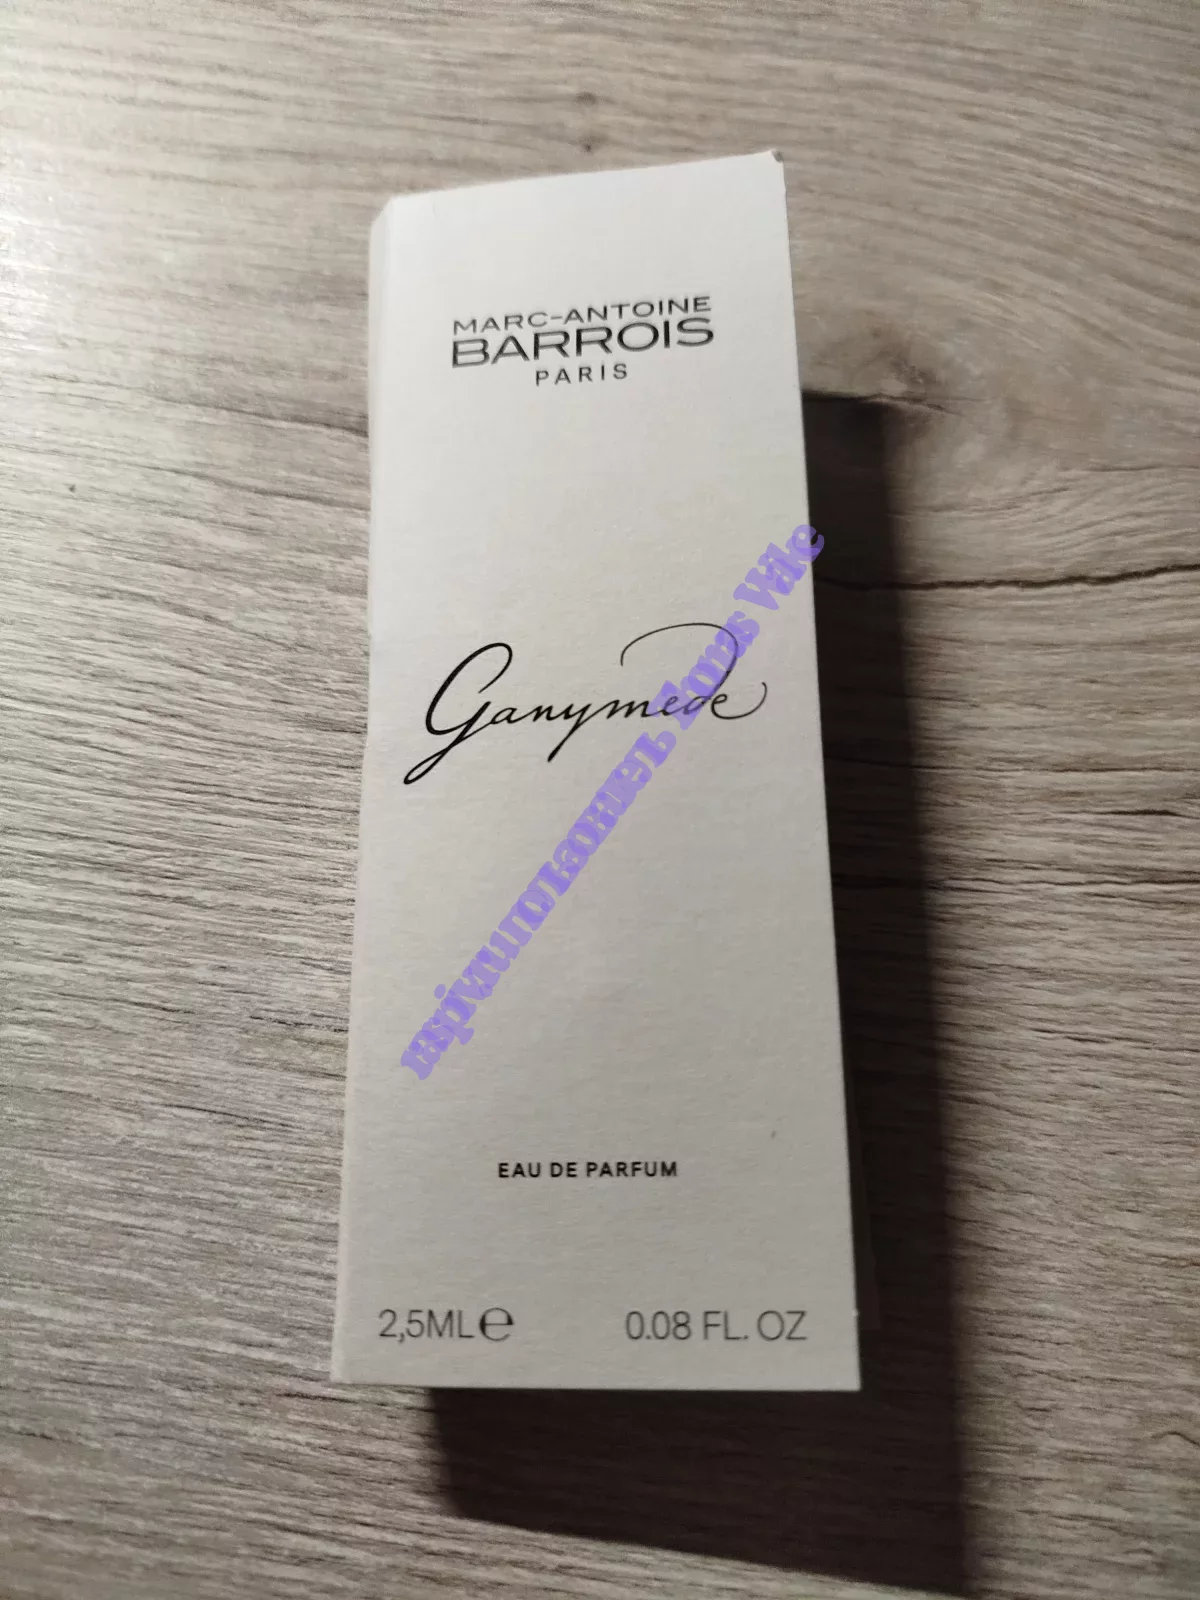 MARC-ANTOINE
BARROIS
PARIS
Ganymede
EAU DE PARFUM
2,5ML℮ 0.08 FL. OZ